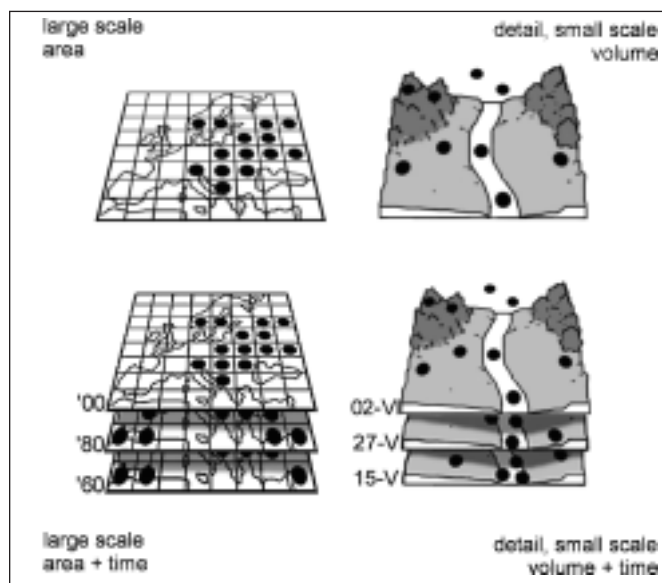 large scale
area
detail, small scale
volume
'00
'80
'60
02-V
27-V
15-V
large scale
area + time
detail, small scale
volume + time